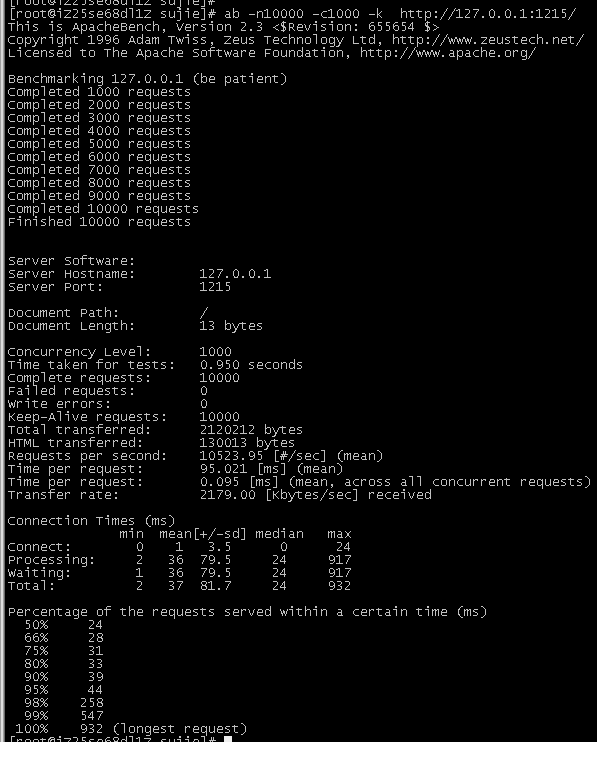 [root@iZ25se68dl1Z sujie]#
[root@iZ25se68dl1Z sujie]# ab -n10000 -c1000 -k  http://127.0.0.1:1215/
This is ApacheBench, Version 2.3 <$Revision: 655654 $>
Copyright 1996 Adam Twiss, Zeus Technology Ltd, http://www.zeustech.net/
Licensed to The Apache Software Foundation, http://www.apache.org/

Benchmarking 127.0.0.1 (be patient)
Completed 1000 requests
Completed 2000 requests
Completed 3000 requests
Completed 4000 requests
Completed 5000 requests
Completed 6000 requests
Completed 7000 requests
Completed 8000 requests
Completed 9000 requests
Completed 10000 requests
Finished 10000 requests

Server Software:
Server Hostname:        127.0.0.1
Server Port:            1215

Document Path:          /
Document Length:        13 bytes

Concurrency Level:      1000
Time taken for tests:   0.950 seconds
Complete requests:      10000
Failed requests:        0
Write errors:           0
Keep-Alive requests:    10000
Total transferred:      2120212 bytes
HTML transferred:       130013 bytes
Requests per second:    10523.95 [#/sec] (mean)
Time per request:       95.021 [ms] (mean)
Time per request:       0.095 [ms] (mean, across all concurrent requests)
Transfer rate:          2179.00 [Kbytes/sec] received

Connection Times (ms)
              min  mean[+/-sd] median   max
Connect:        0    1   3.5      0      24
Processing:     2   36  79.5     24     917
Waiting:        1   36  79.5     24     917
Total:          2   37  81.7     24     932

Percentage of the requests served within a certain time (ms)
  50%     24
  66%     28
  75%     31
  80%     33
  90%     39
  95%     44
  98%    258
  99%    547
 100%    932 (longest request)
[root@iZ25se68dl1Z sujie]#